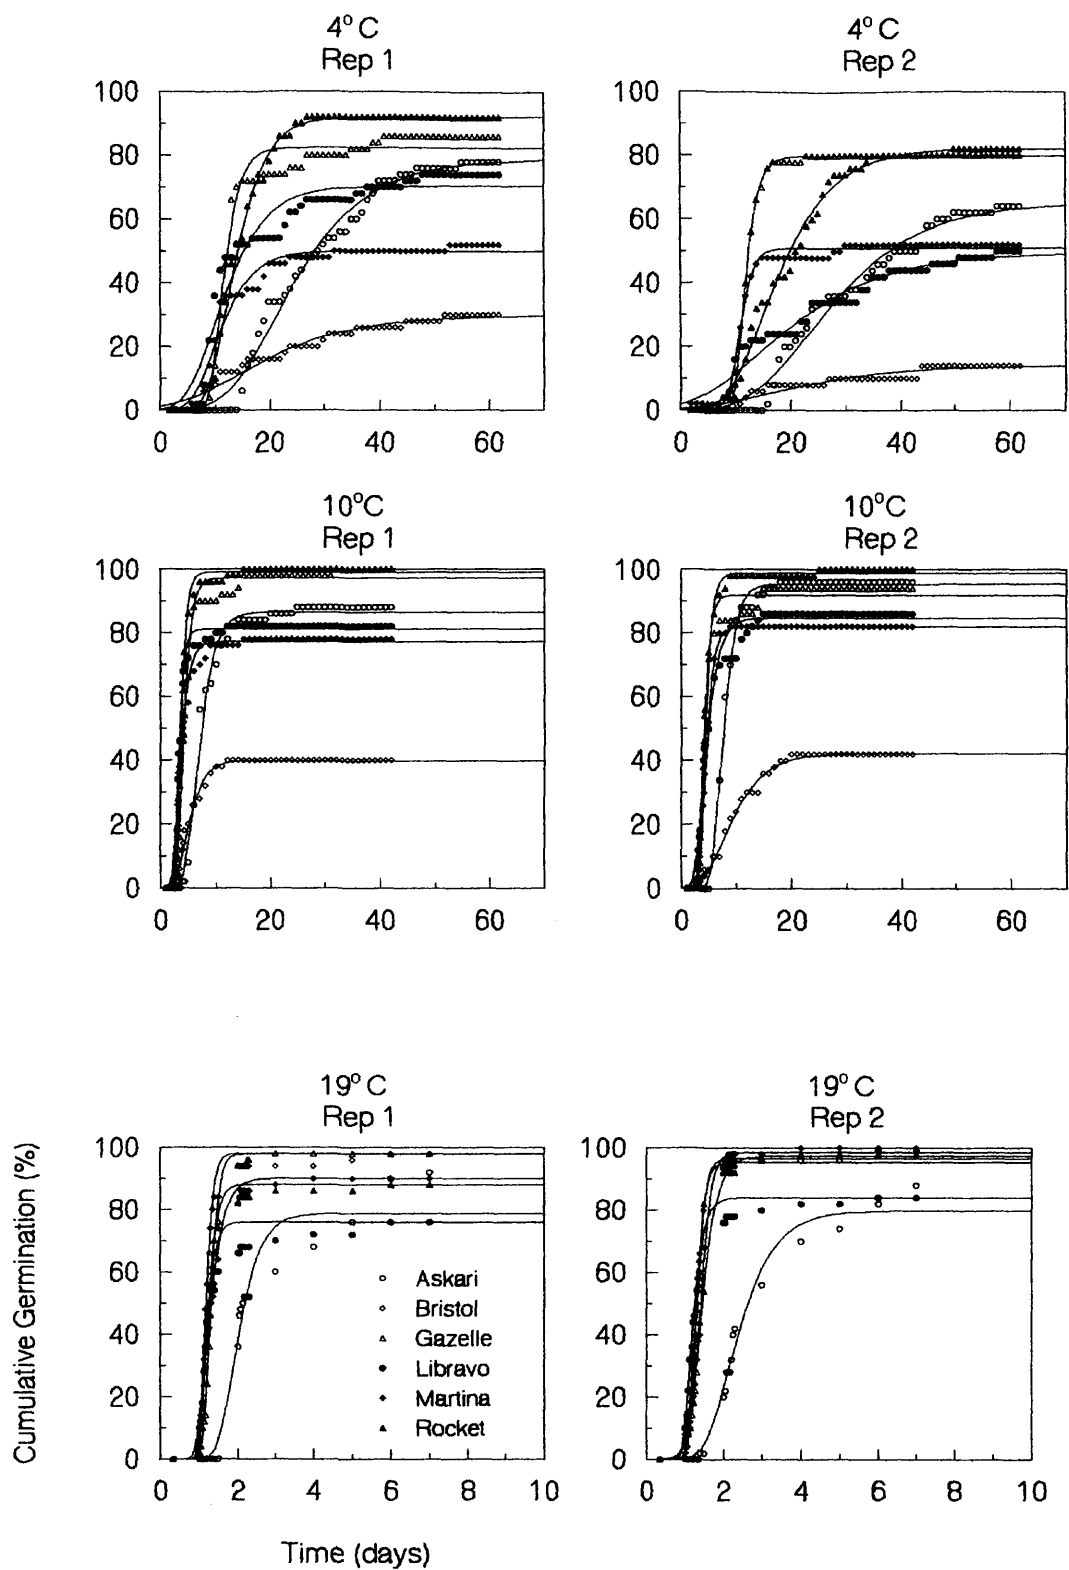 4° C
Rep 1
4° C
Rep 2
100
80
60
40
20
0
0 20 40 60
100
80
60
40
20
0
0 20 40 60
10°C
Rep 1
10°C
Rep 2
100
80
60
40
20
0
0 20 40 60
100
80
60
40
20
0
0 20 40 60
19° C
Rep 1
19° C
Rep 2
Cumulative Germination (%)
100
80
60
40
20
0
0 2 4 6 8 10
Askari
Bristol
Gazelle
Libravo
Martina
Rocket
100
80
60
40
20
0
0 2 4 6 8 10
Time (days)